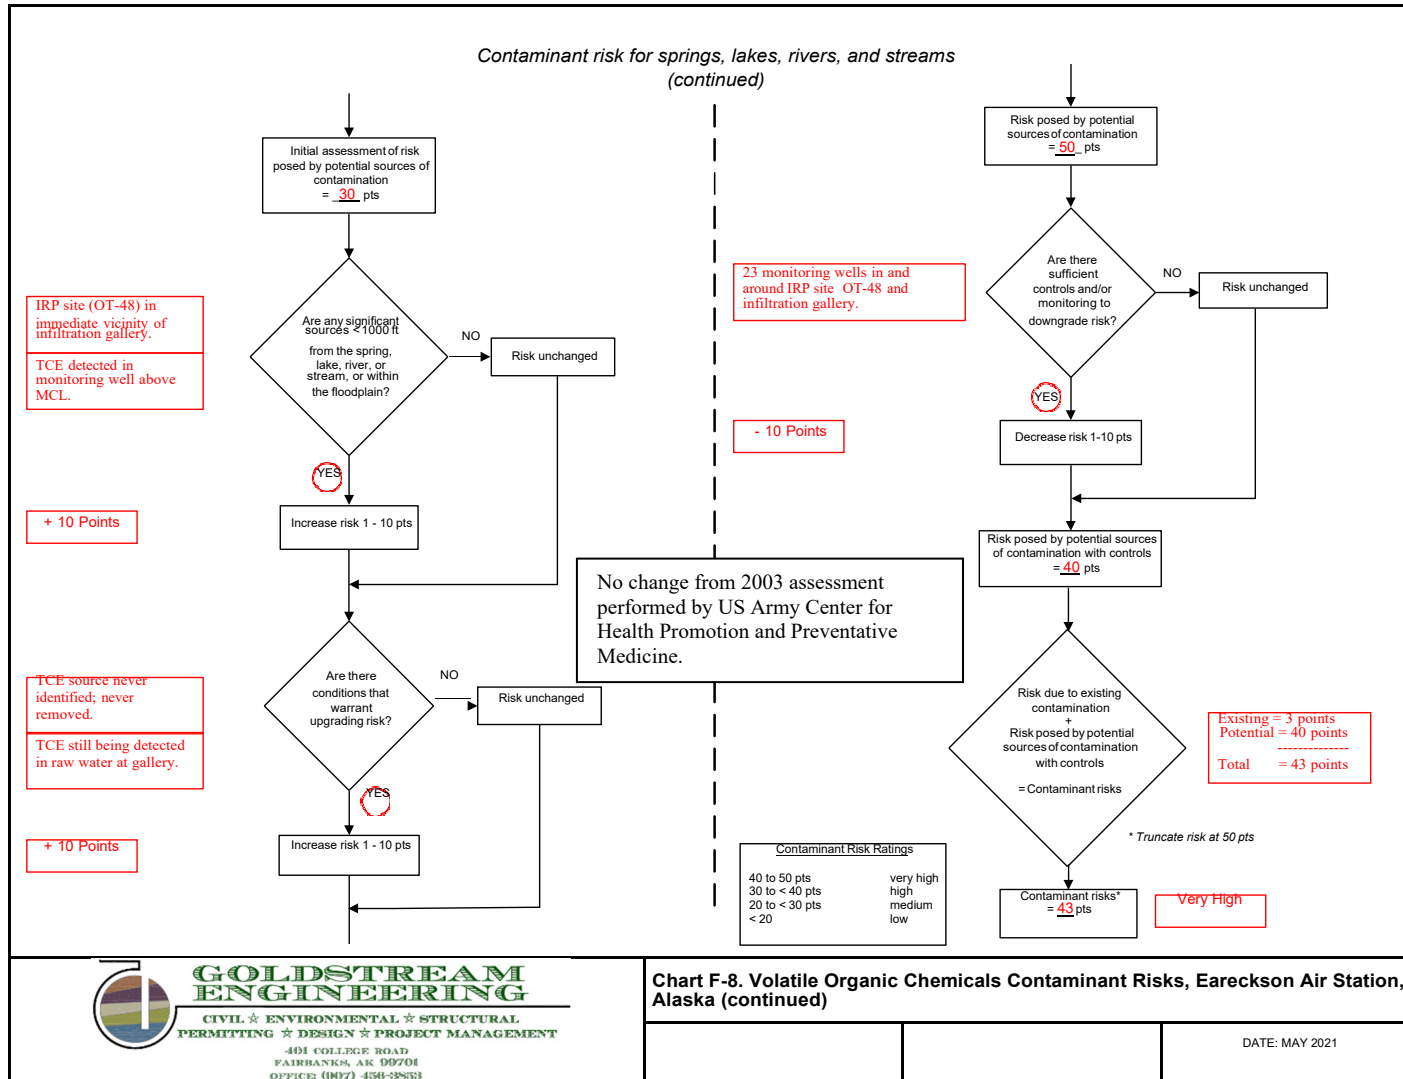 Contaminant risk for springs, lakes, rivers, and streams
(continued)
Initial assessment of risk
posed by potential sources of
contamination
= _30_ pts
IRP site (OT-48) in
immediate vicinity of
infiltration gallery.
TCE detected in
monitoring well above
MCL.
Are any significant
sources <1000 ft
from the spring,
lake, river, or
stream, or within
the floodplain?
NO
Risk unchanged
YES
+ 10 Points
Increase risk 1 - 10 pts
TCE source never
identified; never
removed.
TCE still being detected
in raw water at gallery.
Are there
conditions that
warrant
upgrading risk?
NO
Risk unchanged
YES
+ 10 Points
Increase risk 1 - 10 pts
Risk posed by potential
sources of contamination
= 50_ pts
23 monitoring wells in and
around IRP site OT-48 and
infiltration gallery.
Are there
sufficient
controls and/or
monitoring to
downgrade risk?
NO
Risk unchanged
YES
- 10 Points
Decrease risk 1-10 pts
Risk posed by potential sources
of contamination with controls
= 40 pts
No change from 2003 assessment
performed by US Army Center for
Health Promotion and Preventative
Medicine.
Risk due to existing
contamination
+
Risk posed by potential
sources of contamination
with controls
= Contaminant risks
Existing = 3 points
Potential = 40 points
--------------
Total = 43 points
* Truncate risk at 50 pts
Contaminant Risk Ratings
40 to 50 pts very high
30 to < 40 pts high
20 to < 30 pts medium
< 20 low
Contaminant risks*
= 43 pts
Very High
GOLDSTREAM
ENGINEERING
CIVIL ☆ ENVIRONMENTAL ☆ STRUCTURAL
PERMITTING ☆ DESIGN ☆ PROJECT MANAGEMENT
401 COLLEGE ROAD
FAIRBANKS, AK 99701
OFFICE: (907) 456-3853
Chart F-8. Volatile Organic Chemicals Contaminant Risks, Eareckson Air Station,
Alaska (continued)
DATE: MAY 2021